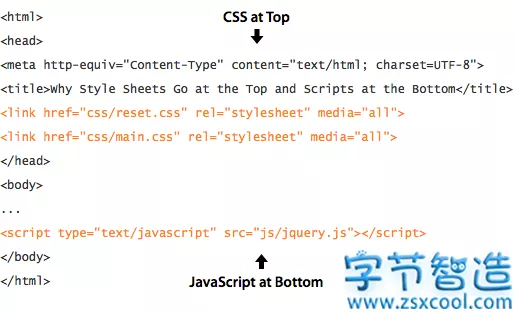 <html>
CSS at Top
<head>
<meta http-equiv="Content-Type" content="text/html; charset=UTF-8">
<title>Why Style Sheets Go at the Top and Scripts at the Bottom</title>
<link href="css/reset.css" rel="stylesheet" media="all">
<link href="css/main.css" rel="stylesheet" media="all">
</head>
<body>
...
<script type="text/javascript" src="js/jquery.js"></script>
</body>
</html>
JavaScript at Bottom
字节智造
www.zsxcool.com